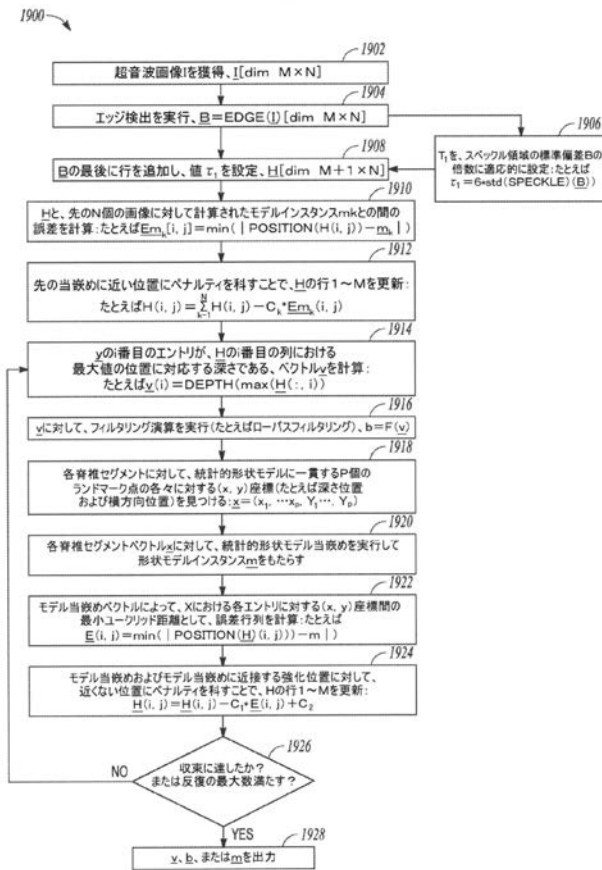 1900
1902
超音波画像Iを獲得、I[dim M×N]
1904
エッジ検出を実行、B=EDGE(I)[dim M×N]
1906
T₁を、スペックル領域の標準偏差Bの
倍数に適応的に設定:たとえば
τ₁=6*std(SPECKLE)(B))
1908
Bの最後に行を追加し、値τ₁を設定、H[dim M+1×N]
1910
Hと、先のN個の画像に対して計算されたモデルインスタンスmkとの間の
誤差を計算:たとえばEmₖ[i, j]=min(|POSITION(H(i, j))−mₖ|)
1912
先の当嵌めに近い位置にペナルティを科すことで、Hの行1～Mを更新:
たとえばH(i, j)=Σ H(i, j)−Cₖ*Emₖ(i, j)
N
k−1
1914
yのi番目のエントリが、Hのi番目の列における
最大値の位置に対応する深さである、ベクトルvを計算:
たとえばv(i)=DEPTH(max(H(:, i))
1916
vに対して、フィルタリング演算を実行(たとえばローパスフィルタリング)、b=F(v)
1918
各脊椎セグメントに対して、統計的形状モデルに一貫するP個の
ランドマーク点の各々に対する(x, y)座標(たとえば深さ位置
および横方向位置)を見つける:x=(x₁, …xₚ, Y₁…, Yₚ)
1920
各脊椎セグメントベクトルxに対して、統計的形状モデル当嵌めを実行して
形状モデルインスタンスmをもたらす
1922
モデル当嵌めベクトルによって、Xにおける各エントリに対する(x, y)座標間の
最小ユークリッド距離として、誤差行列を計算:たとえば
E(i, j)=min(|POSITION(H)(i, j)))−m|)
1924
モデル当嵌めおよびモデル当嵌めに近接する強化位置に対して、
近くない位置にペナルティを科すことで、Hの行1～Mを更新:
H(i, j)=H(i, j)−C₁*E(i, j)+C₂
1926
収束に達したか?
または反復の最大数満たす?
NO
YES
1928
v、b、またはmを出力